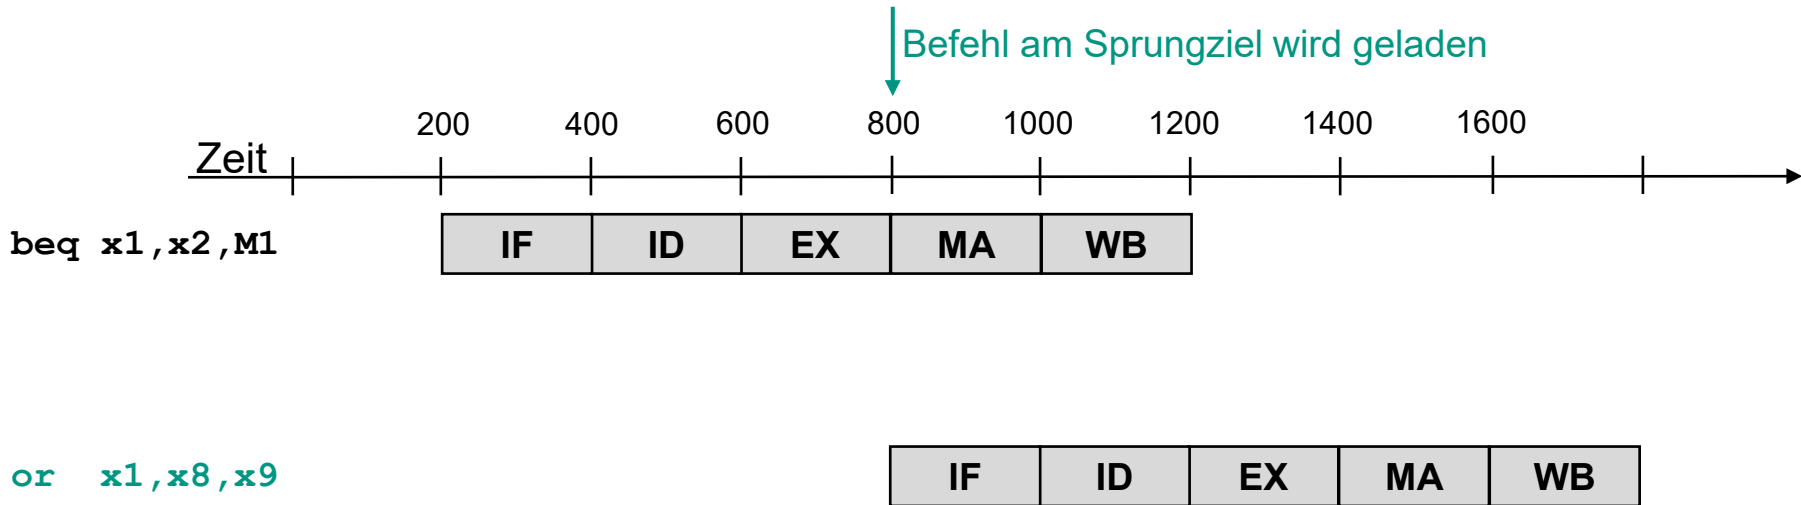 Befehl am Sprungziel wird geladen
200 400 600 800 1000 1200 1400 1600
Zeit
beq x1,x2,M1 IF ID EX MA WB
or x1,x8,x9 IF ID EX MA WB